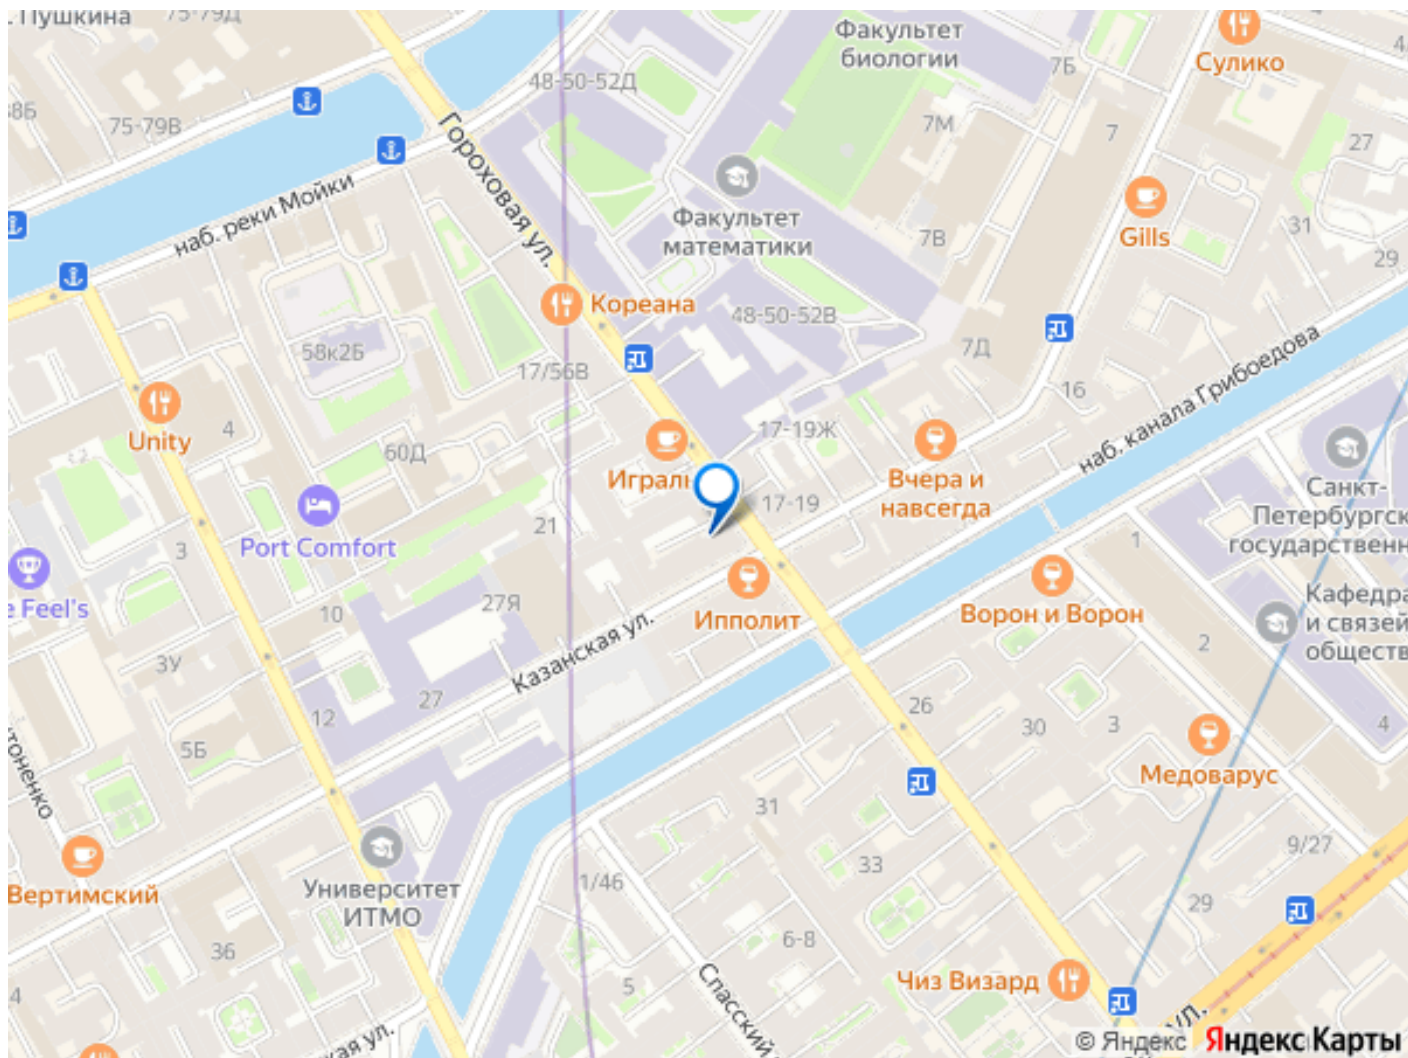 Пушкина
75-79Д
Факультет
биологии
7Б
Сулико
48-50-52Д
75-79В
Гороховая ул.
7М
7
27
наб. реки Мойки
Факультет
математики
7В
Gills
31
29
Кореана
48-50-52В
58к2Б
17/56В
7Д
наб. канала Грибоедова
16
Unity
4
60Д
17-19Ж
Играль
Вчера и
навсегда
17-19
21
Санкт-
Петербургск
государственн
Port Comfort
3
1
e Feel's
27Я
10
Ипполит
Ворон и Ворон
Кафедра
и связей
обществ
Казанская ул.
2
3У
27
12
26
30
3
4
5Б
Медоварус
31
33
9/27
Вертимский
Университет
ИТМО
1/46
29
36
6-8
Чиз Визард
4
5
Спасский
ул.
© Яндекс
Яндекс Карты